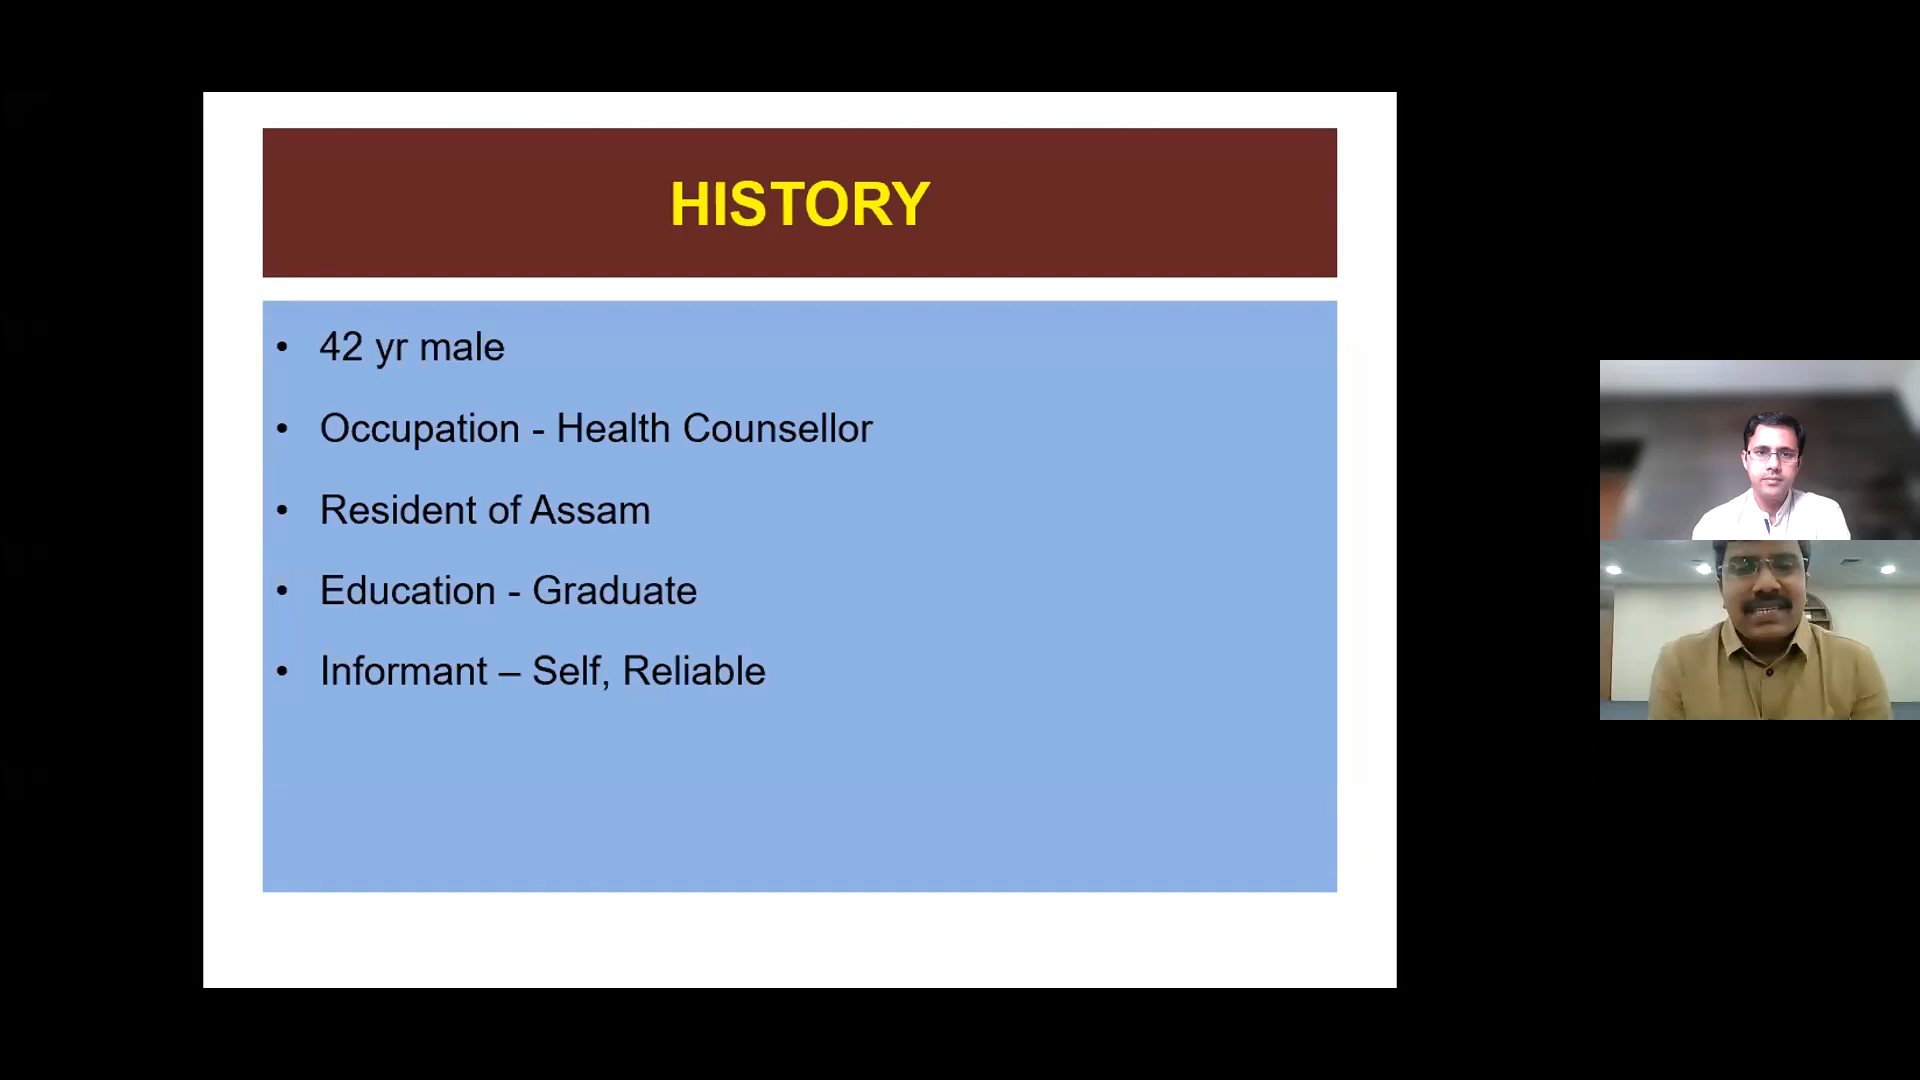 HISTORY
• 42 yr male
• Occupation - Health Counsellor
• Resident of Assam
• Education - Graduate
• Informant – Self, Reliable